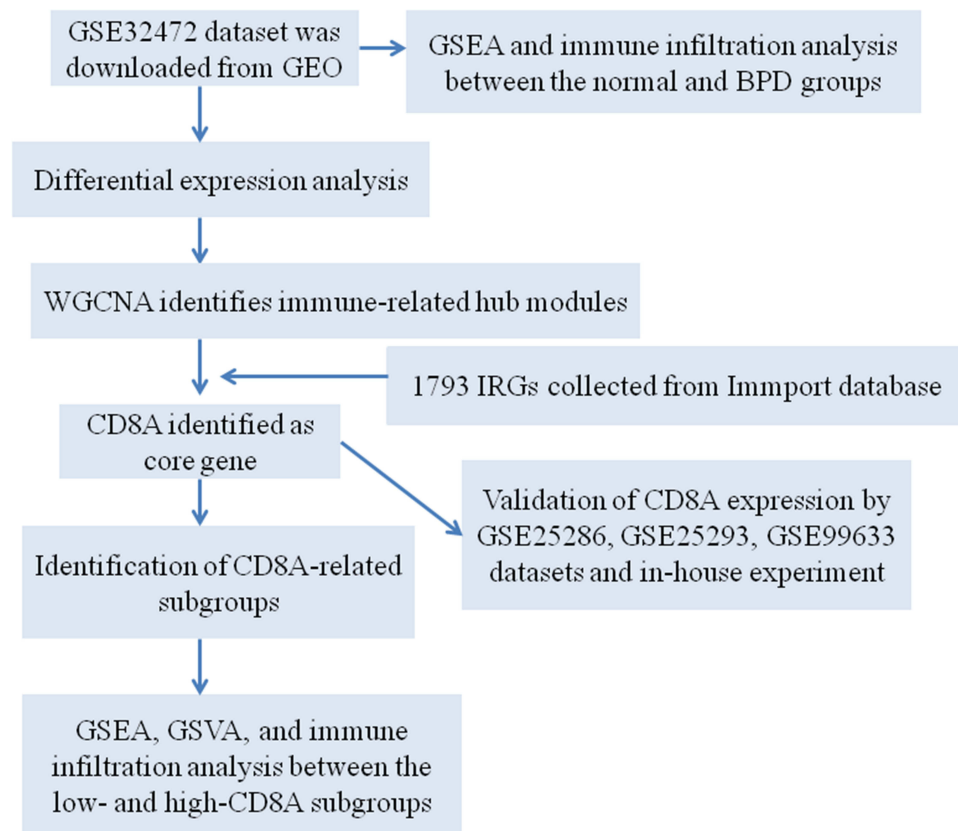 GSE32472 dataset was
downloaded from GEO
GSEA and immune infiltration analysis
between the normal and BPD groups
Differential expression analysis
WGCNA identifies immune-related hub modules
1793 IRGs collected from Immport database
CD8A identified as
core gene
Validation of CD8A expression by
GSE25286, GSE25293, GSE99633
datasets and in-house experiment
Identification of CD8A-related
subgroups
GSEA, GSVA, and immune
infiltration analysis between the
low- and high-CD8A subgroups